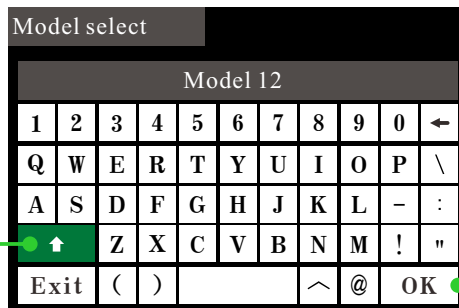 Model select
Model 12
1 2 3 4 5 6 7 8 9 0 ←
Q W E R T Y U I O P \
A S D F G H J K L - :
⬆ Z X C V B N M ! "
Exit ( ) ︿ @ OK